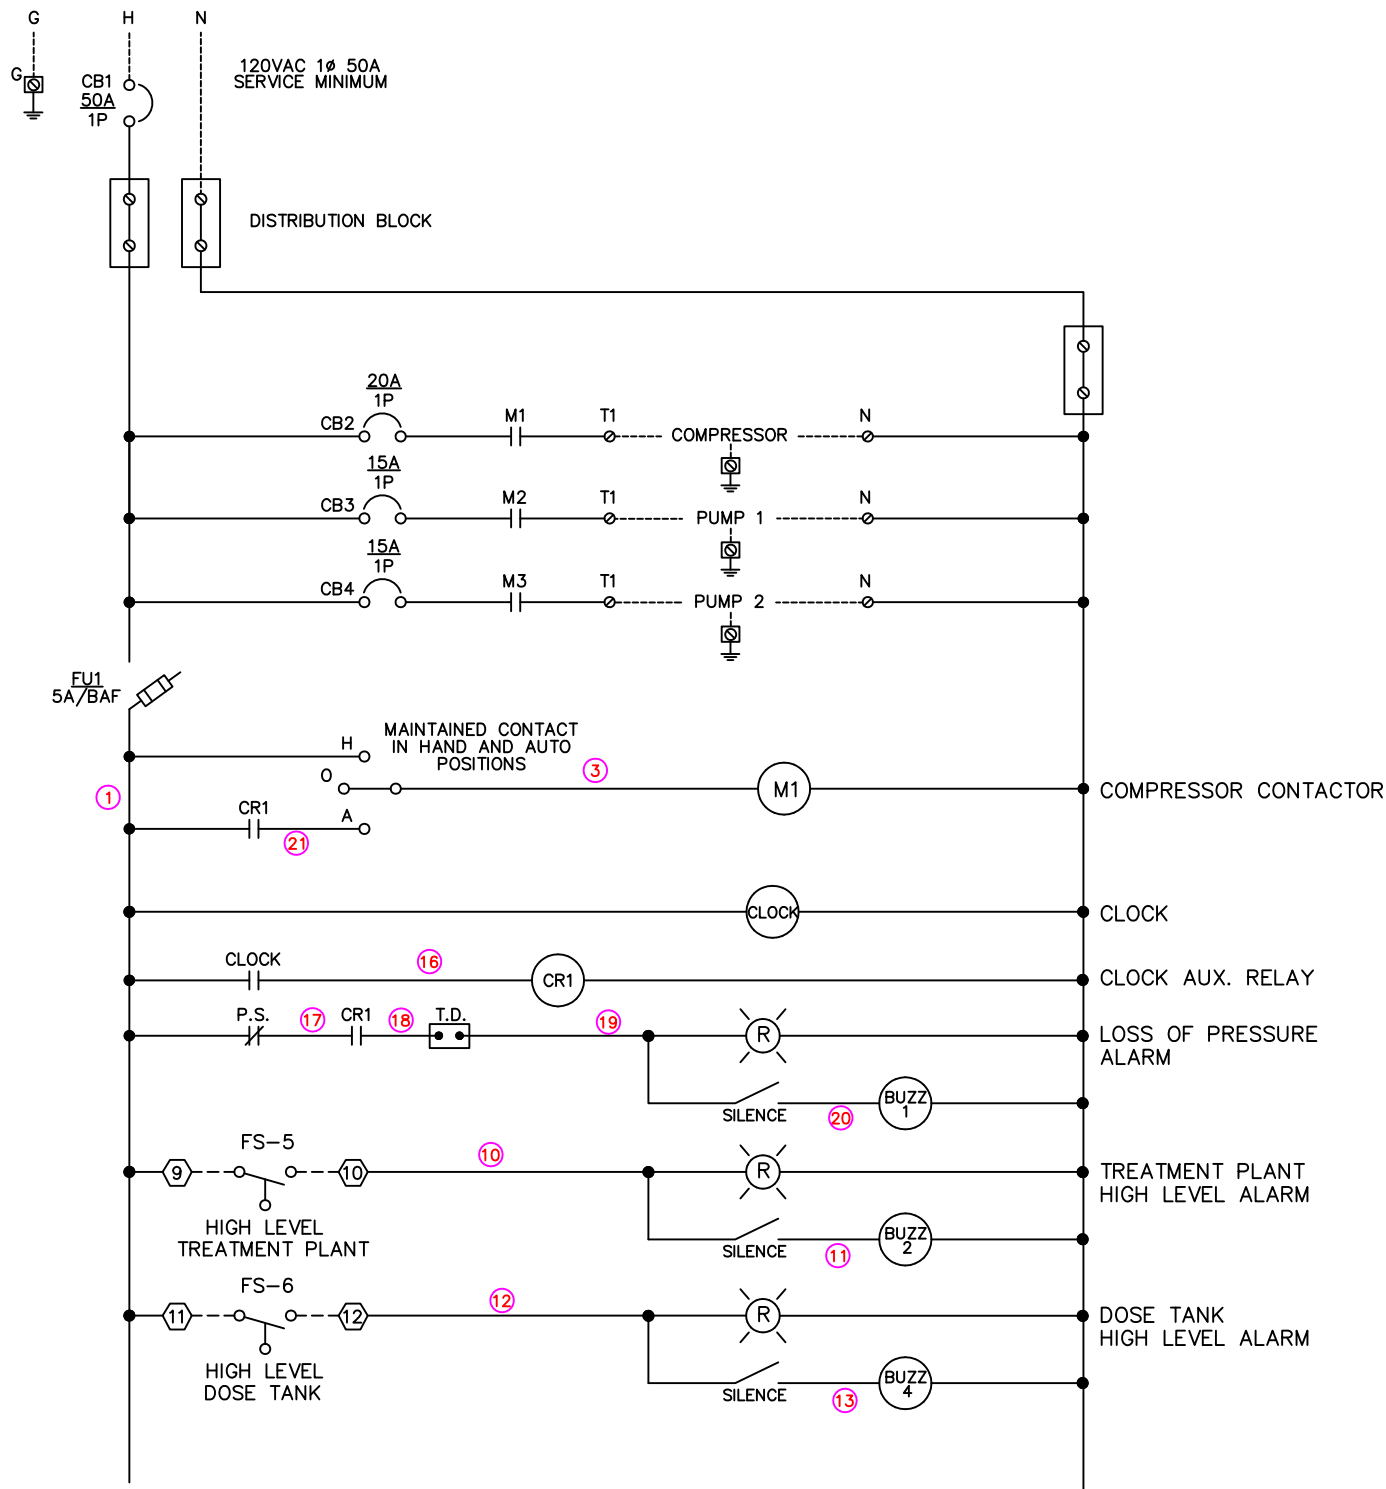 G
H
N
G
CB1
50A
1P
120VAC 1ø 50A
SERVICE MINIMUM
DISTRIBUTION BLOCK
20A
1P
CB2
M1
T1
COMPRESSOR
N
15A
1P
CB3
M2
T1
PUMP 1
N
15A
1P
CB4
M3
T1
PUMP 2
N
FU1
5A/BAF
MAINTAINED CONTACT
IN HAND AND AUTO
POSITIONS
H
O
A
1
3
M1
COMPRESSOR CONTACTOR
CR1
21
CLOCK
CLOCK
CLOCK
16
CR1
CLOCK AUX. RELAY
P.S.
17
CR1
18
T.D.
19
R
LOSS OF PRESSURE
ALARM
SILENCE
20
BUZZ
1
FS-5
9
10
10
R
TREATMENT PLANT
HIGH LEVEL ALARM
HIGH LEVEL
TREATMENT PLANT
SILENCE
11
BUZZ
2
FS-6
11
12
12
R
DOSE TANK
HIGH LEVEL ALARM
HIGH LEVEL
DOSE TANK
SILENCE
13
BUZZ
4